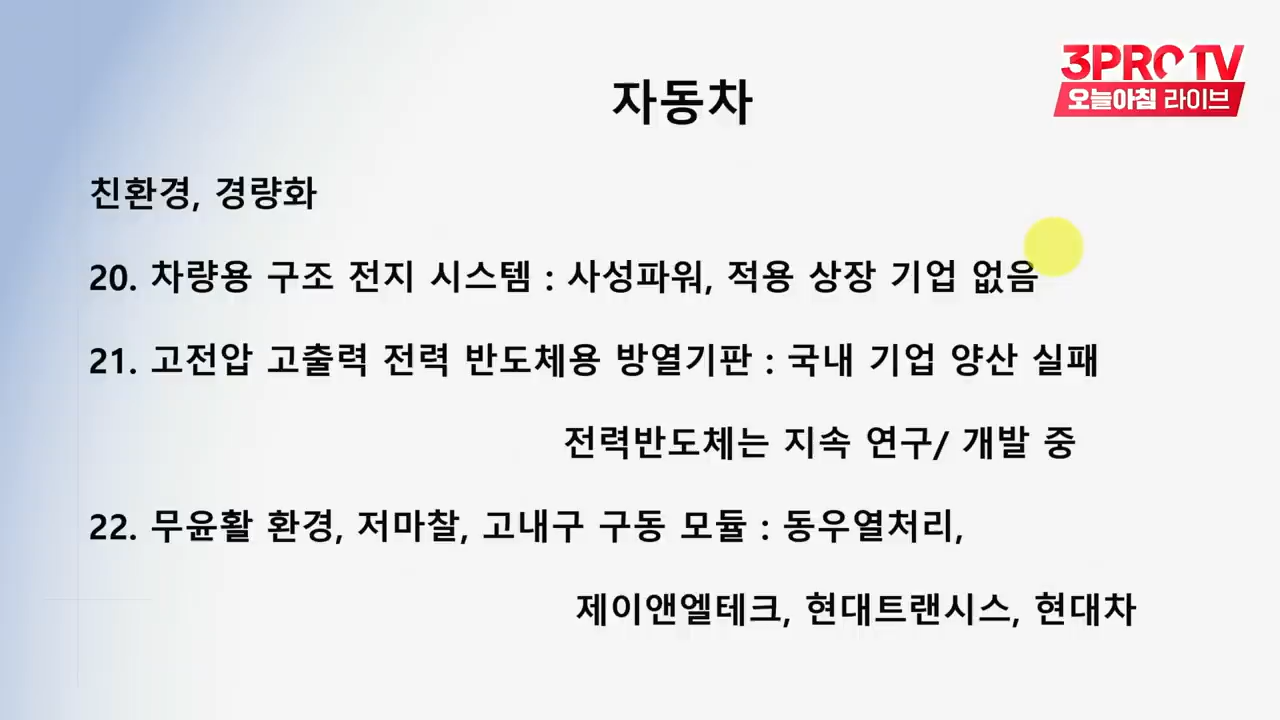 3PRO TV
오늘아침 라이브
자동차
친환경, 경량화
20. 차량용 구조 전지 시스템 : 사성파워, 적용 상장 기업 없음
21. 고전압 고출력 전력 반도체용 방열기판 : 국내 기업 양산 실패
전력반도체는 지속 연구/ 개발 중
22. 무윤활 환경, 저마찰, 고내구 구동 모듈 : 동우열처리,
제이앤엘테크, 현대트랜시스, 현대차